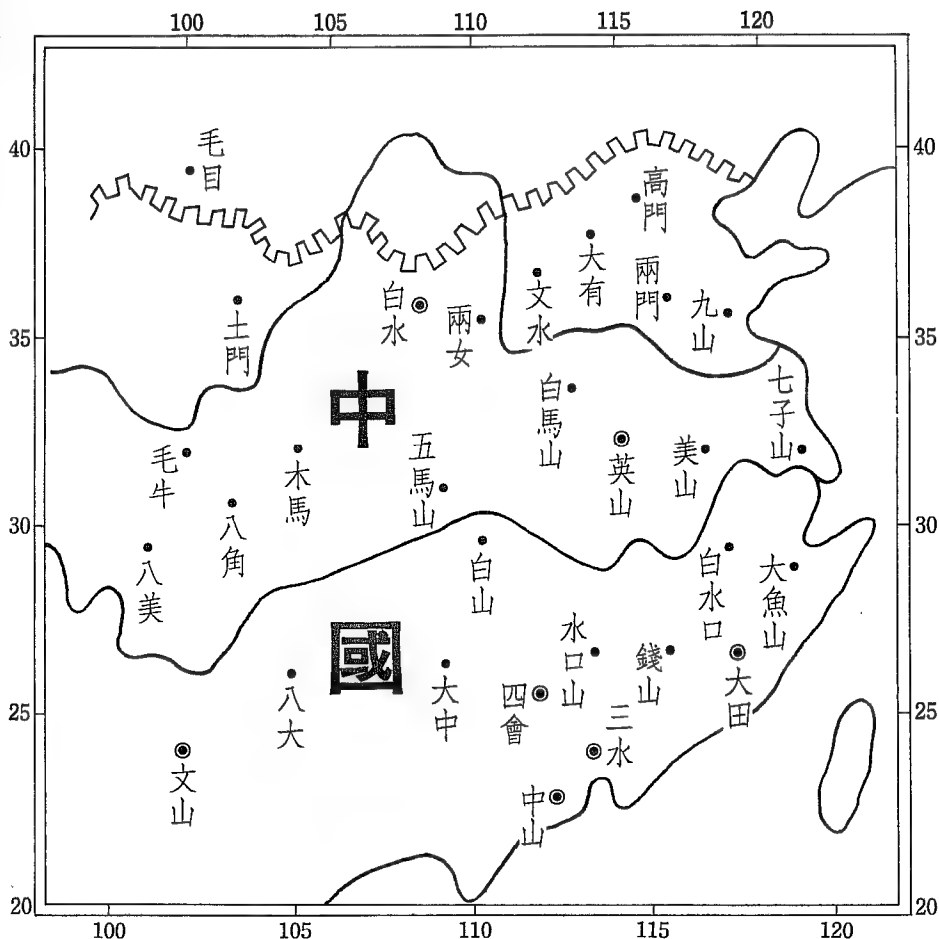 100 105 110 115 120
40 40
35 35
30 30
25 25
20 20
100 105 110 115 120
毛目
高門
大有
兩門
文水
九山
白水
兩女
土門
中
白馬山
七子山
英山
美山
五馬山
木馬
毛牛
八角
八美
白山
白水口
大魚山
水口山
錢山
國
大中
四會
三水
大田
八大
文山
中山